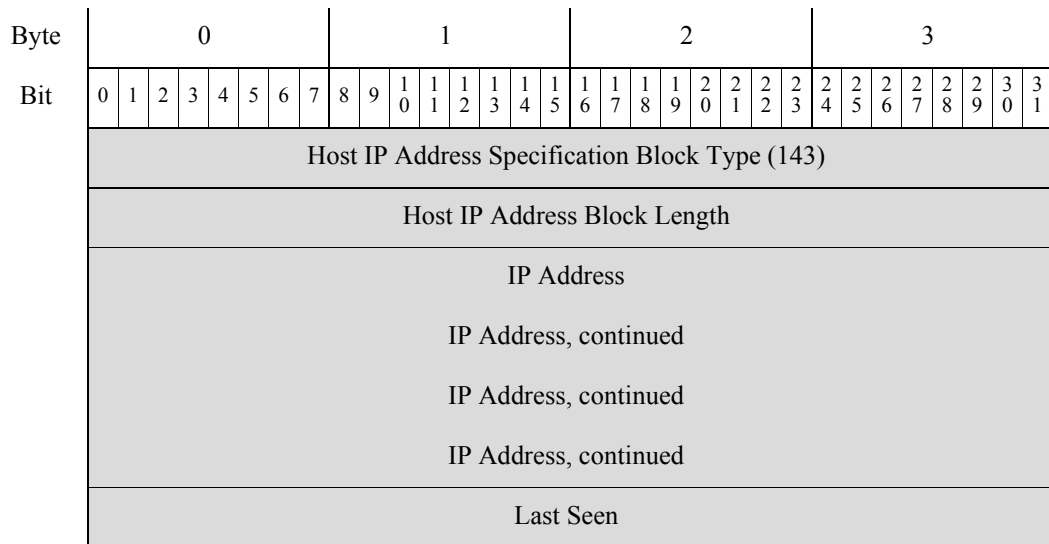 Byte 0 1 2 3
Bit 0 1 2 3 4 5 6 7 8 9 10 11 12 13 14 15 16 17 18 19 20 21 22 23 24 25 26 27 28 29 30 31
Host IP Address Specification Block Type (143)
Host IP Address Block Length
IP Address
IP Address, continued
IP Address, continued
IP Address, continued
Last Seen